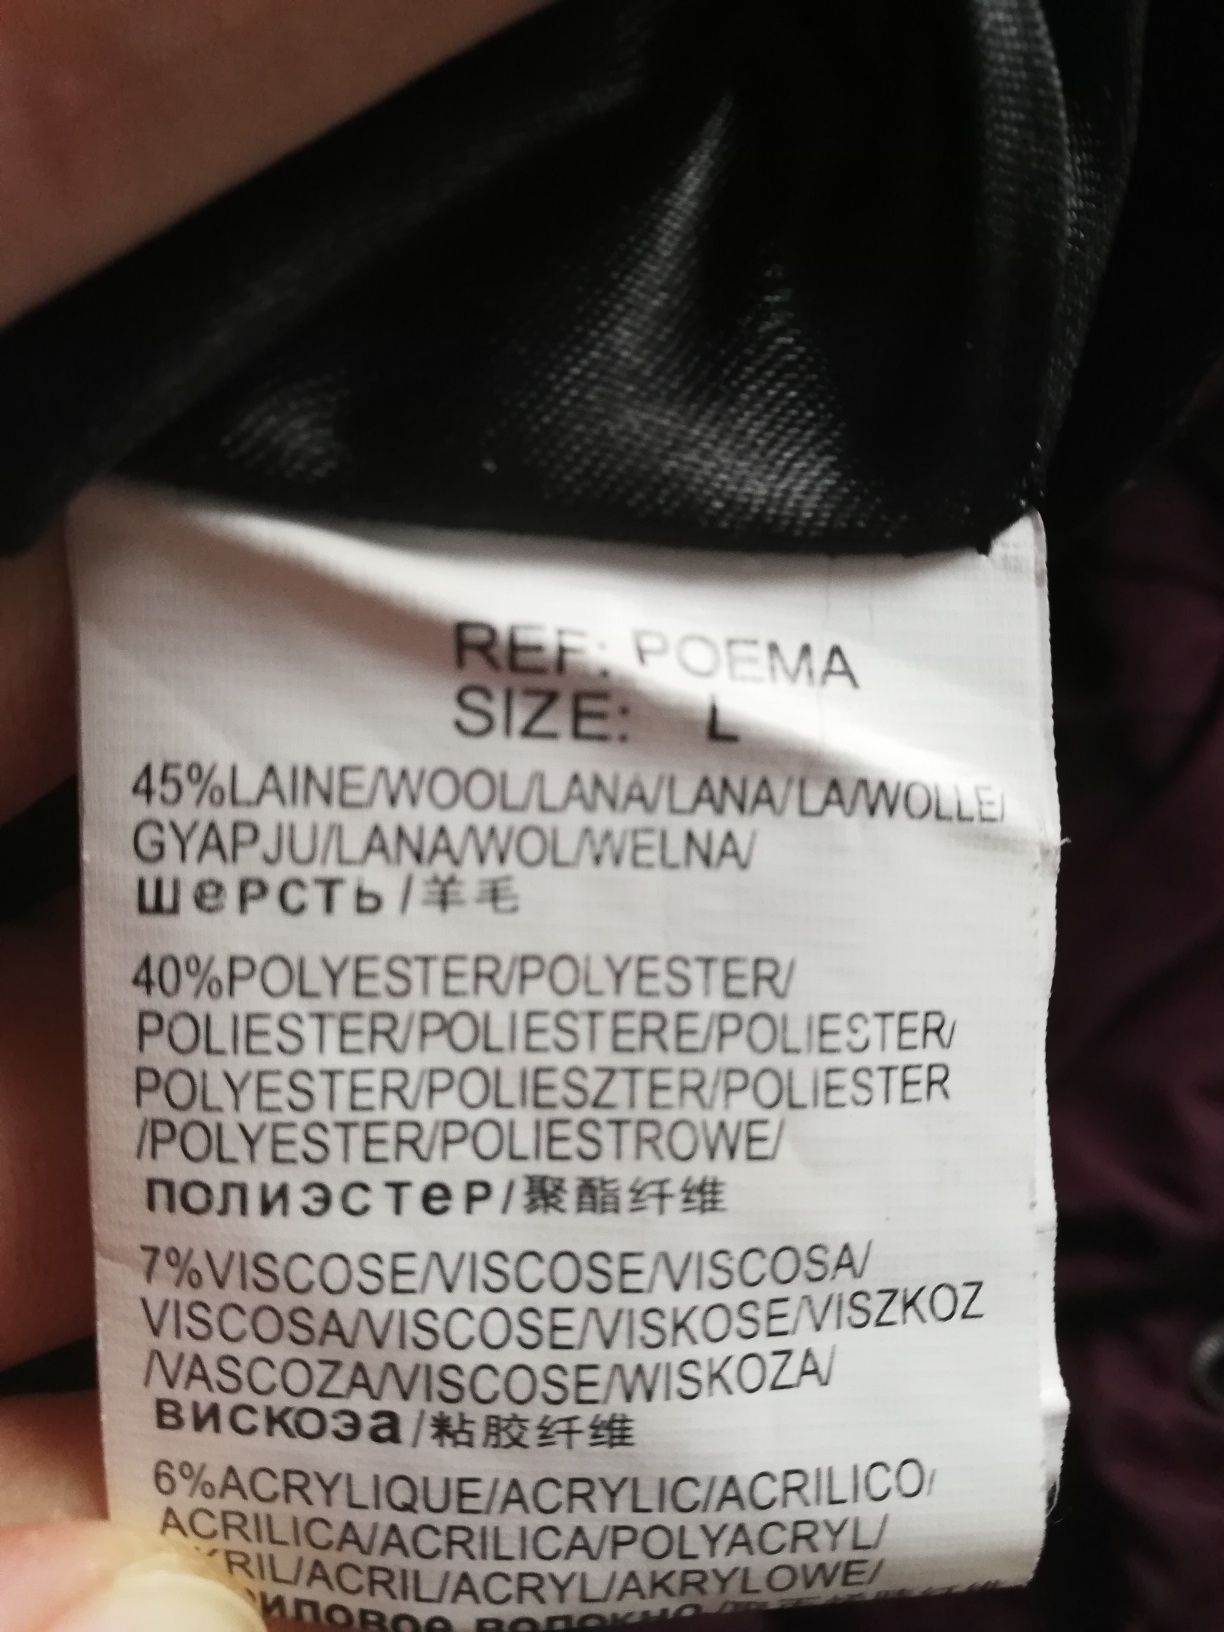 REF: POEMA
SIZE: L
45%LAINE/WOOL/LANA/LANA/LA/WOLLE/
GYAPJU/LANA/WOL/WELNA/
шерсть/羊毛
40%POLYESTER/POLYESTER/
POLIESTER/POLIESTERE/POLIESTER/
POLYESTER/POLIESZTER/POLIESTER
/POLYESTER/POLIESTROWE/
полиэстер/聚酯纤维
7%VISCOSE/VISCOSE/VISCOSA/
VISCOSA/VISCOSE/VISKOSE/VISZKOZ
/VASCOZA/VISCOSE/WISKOZA/
вискоэа/粘胶纤维
6%ACRYLIQUE/ACRYLIC/ACRILICO/
ACRILICA/ACRILICA/POLYACRYL/
/ACRIL/ACRYL/AKRYLOWE/
волокно